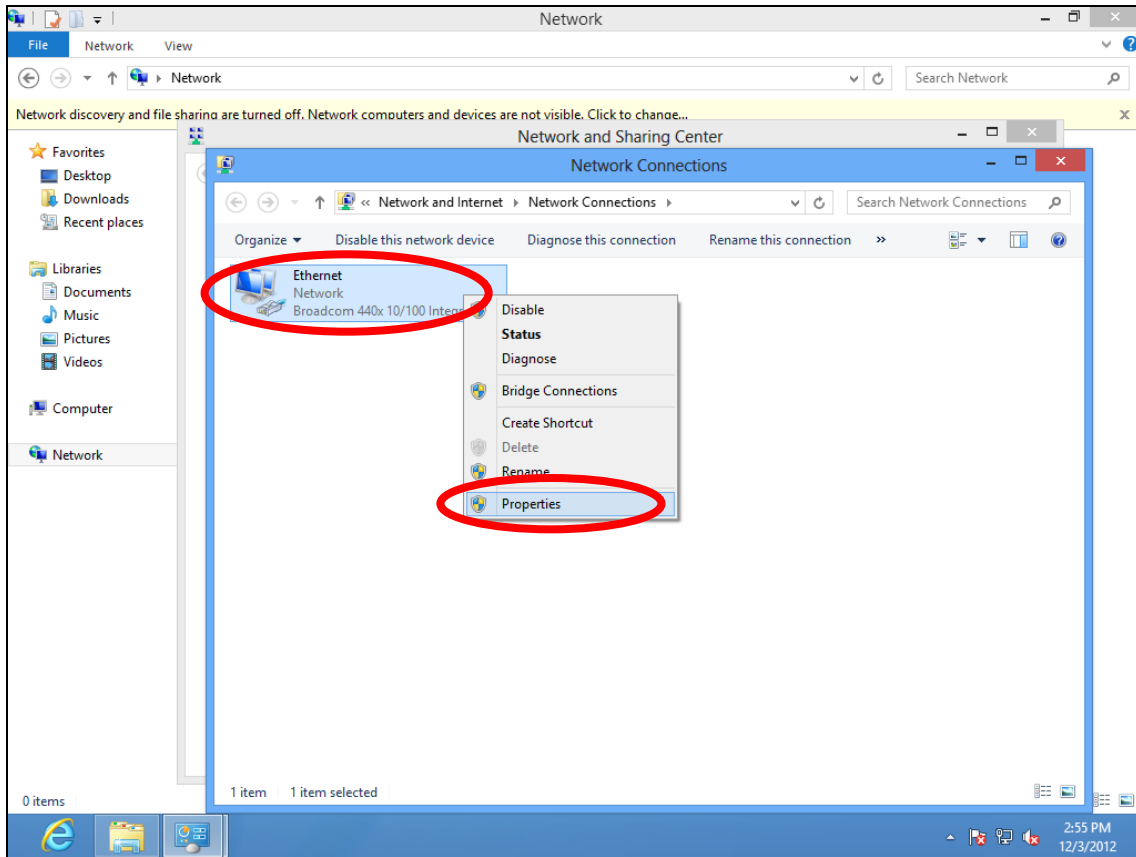 Network
File Network View
Network
Search Network
Network discovery and file sharing are turned off. Network computers and devices are not visible. Click to change...
x
Network and Sharing Center
Network Connections
Favorites
Desktop
Downloads
Recent places
Libraries
Documents
Music
Pictures
Videos
Computer
Network
« Network and Internet Network Connections
Search Network Connections
Organize Disable this network device Diagnose this connection Rename this connection »
Ethernet
Network
Broadcom 440x 10/100
Disable
Status
Diagnose
Bridge Connections
Create Shortcut
Delete
Rename
Properties
1 item 1 item selected
0 items
2:55 PM
12/3/2012